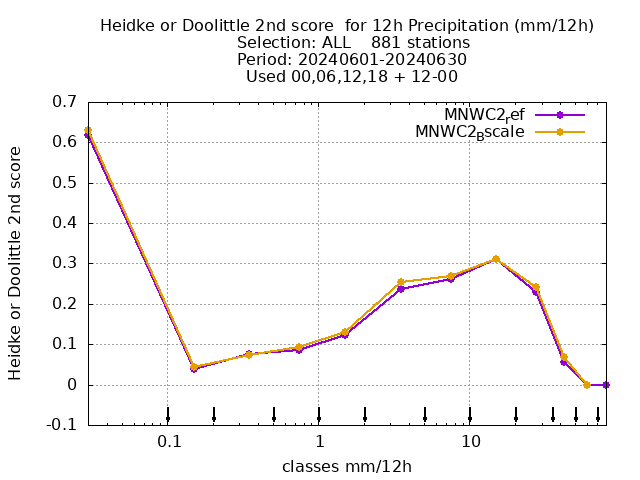 Heidke or Doolittle 2nd score  for 12h Precipitation (mm/12h)
Selection: ALL    881 stations
Period: 20240601-20240630
Used 00,06,12,18 + 12-00
MNWC2ref
MNWC2Bscale
0.7
0.6
0.5
0.4
0.3
0.2
0.1
0
-0.1
Heidke or Doolittle 2nd score
0.1 1 10
classes mm/12h